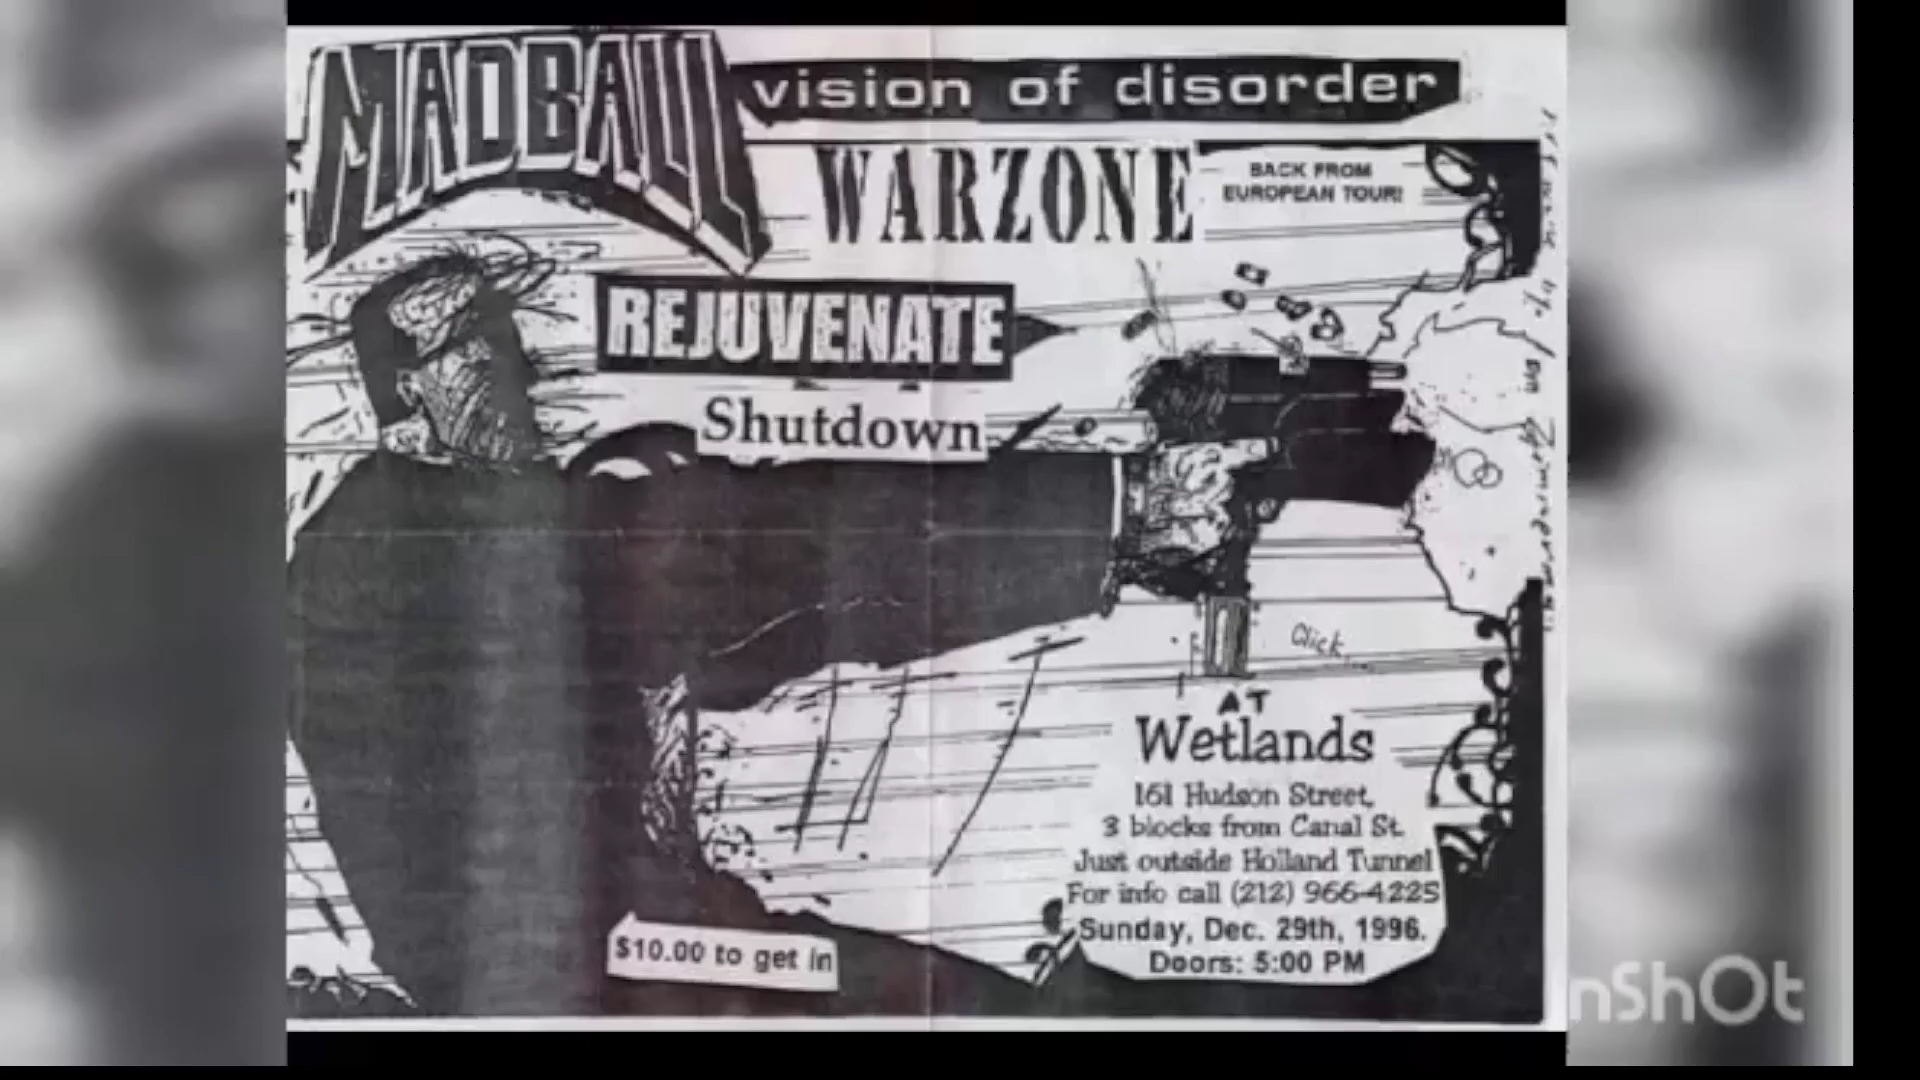 MADBALL
vision of disorder
WARZONE
BACK FROM
EUROPEAN TOUR!
REJUVENATE
Shutdown
Click....
AT
Wetlands
161 Hudson Street,
3 blocks from Canal St.
Just outside Holland Tunnel
For info call (212) 966-4225
Sunday, Dec. 29th, 1996.
Doors: 5:00 PM
$10.00 to get in
nShOt